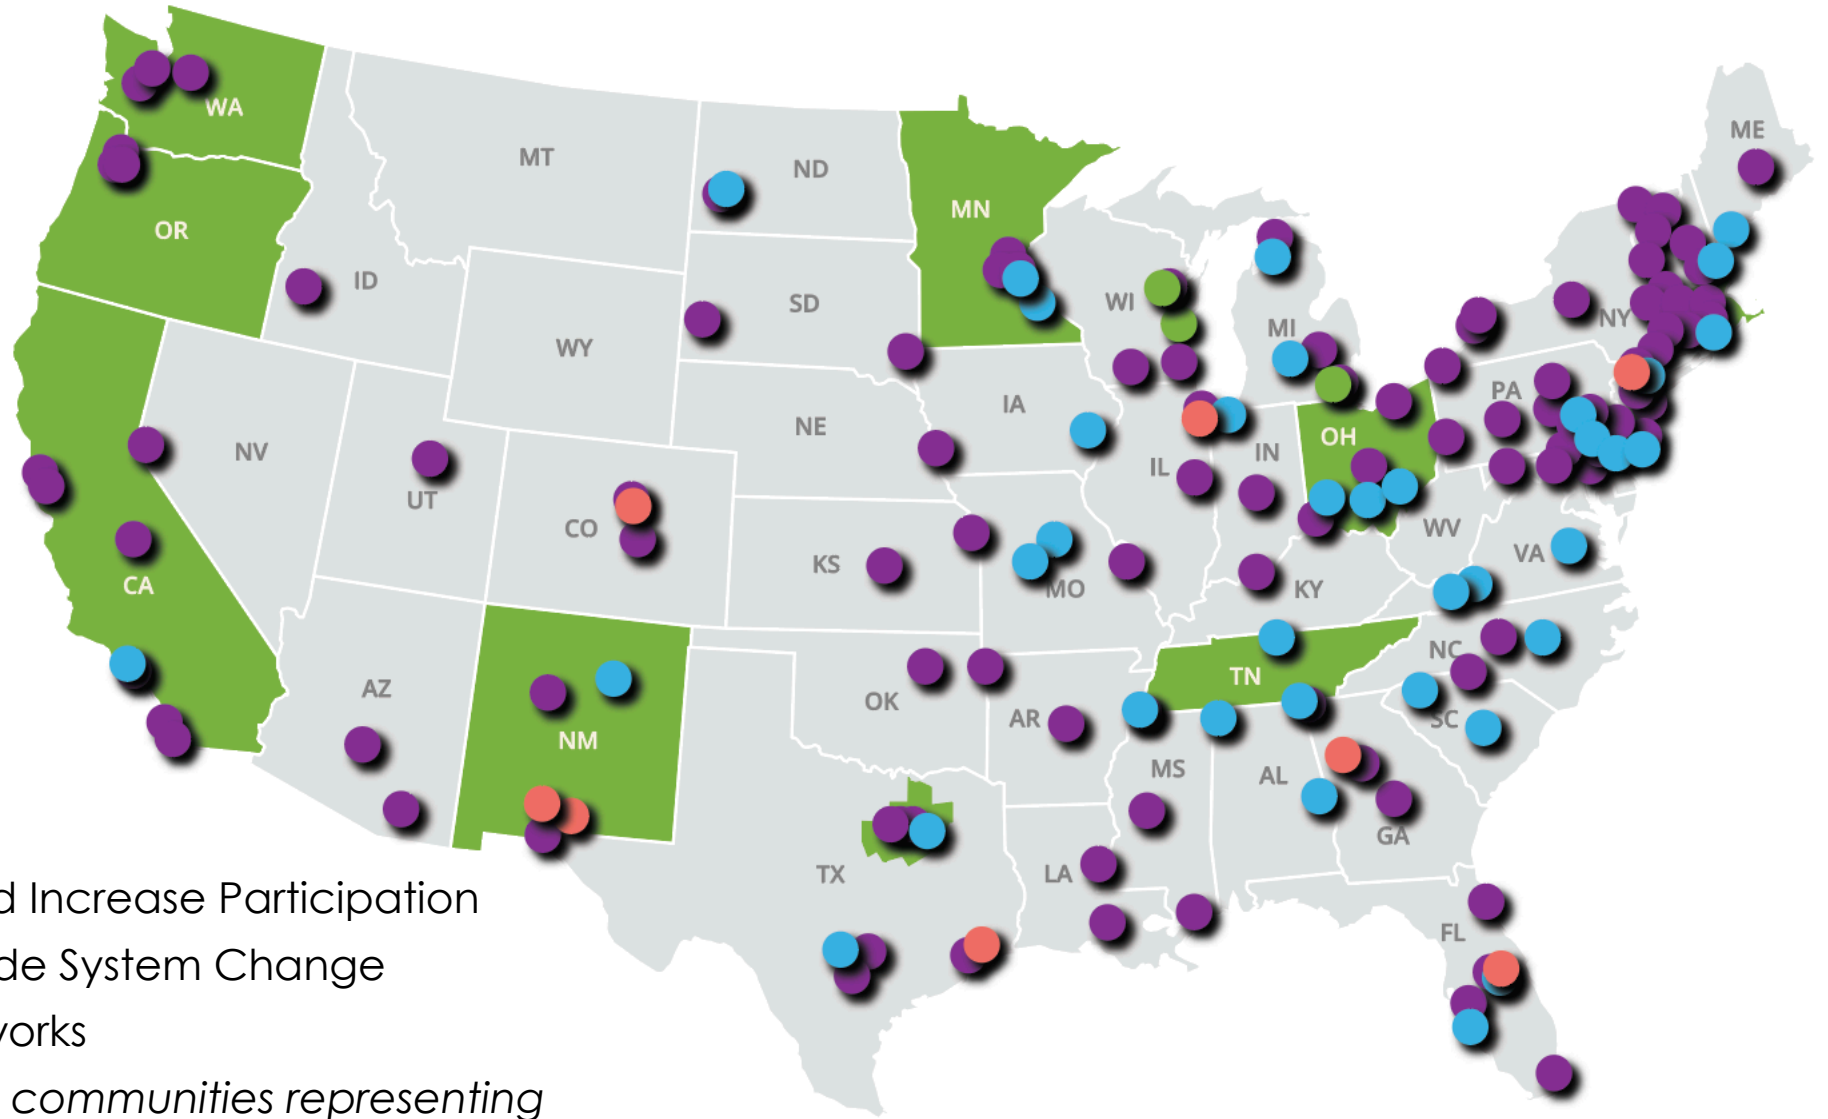 WA
ME
MT
ND
MN
OR
ID
SD
WI
MI
NY
WY
PA
IA
NE
OH
NV
IL
IN
UT
CO
KS
MO
WV
VA
CA
KY
NC
TN
AZ
OK
AR
SC
NM
MS
AL
GA
TX
LA
FL
d Increase Participation
de System Change
works
communities representing